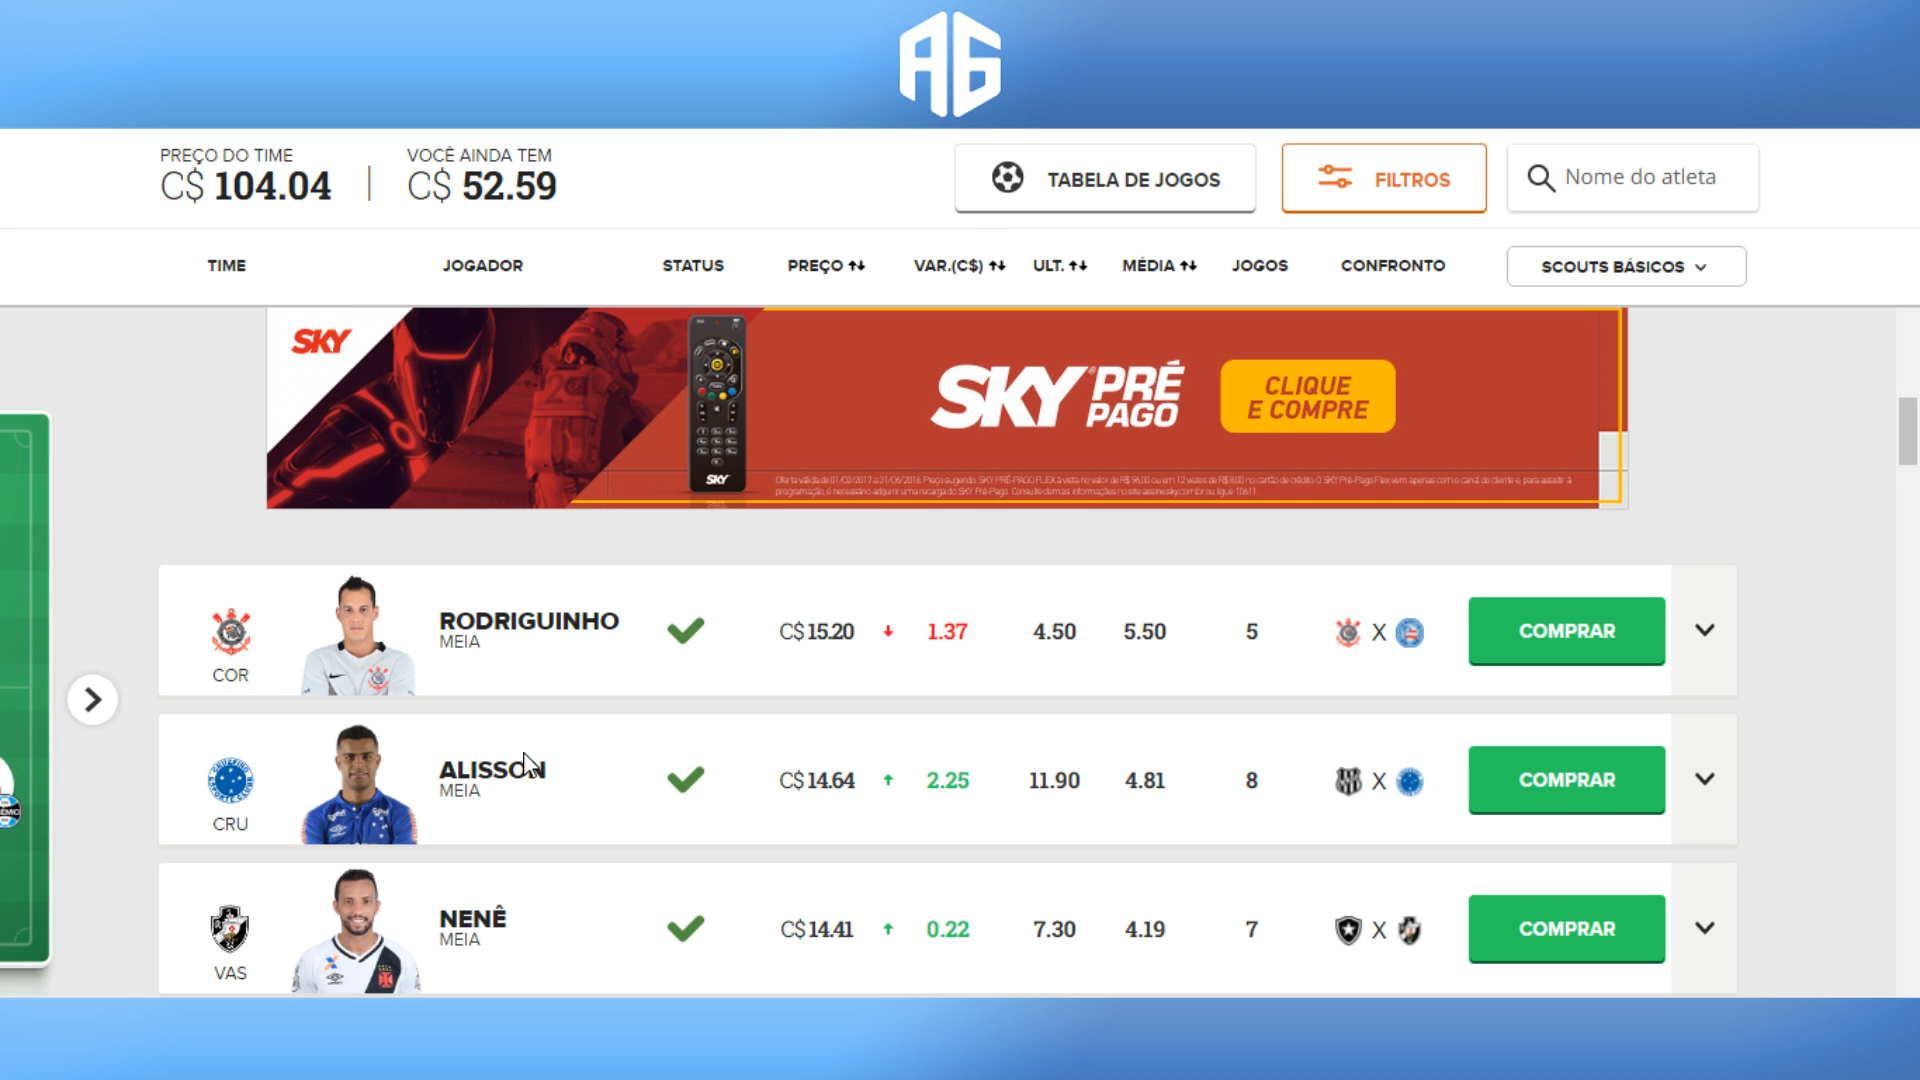 AG
PREÇO DO TIME
C$ 104.04
VOCÊ AINDA TEM
C$ 52.59
TABELA DE JOGOS
FILTROS
Nome do atleta
TIME JOGADOR STATUS PREÇO VAR.(C$) ULT. MÉDIA JOGOS CONFRONTO SCOUTS BÁSICOS
SKY
SKY
SKY PRÉ
PAGO
CLIQUE
E COMPRE
COR
RODRIGUINHO
MEIA
C$ 15.20 1.37 4.50 5.50 5 X COMPRAR
CRU
ALISSON
MEIA
C$ 14.64 2.25 11.90 4.81 8 X COMPRAR
VAS
NENÊ
MEIA
C$ 14.41 0.22 7.30 4.19 7 X COMPRAR